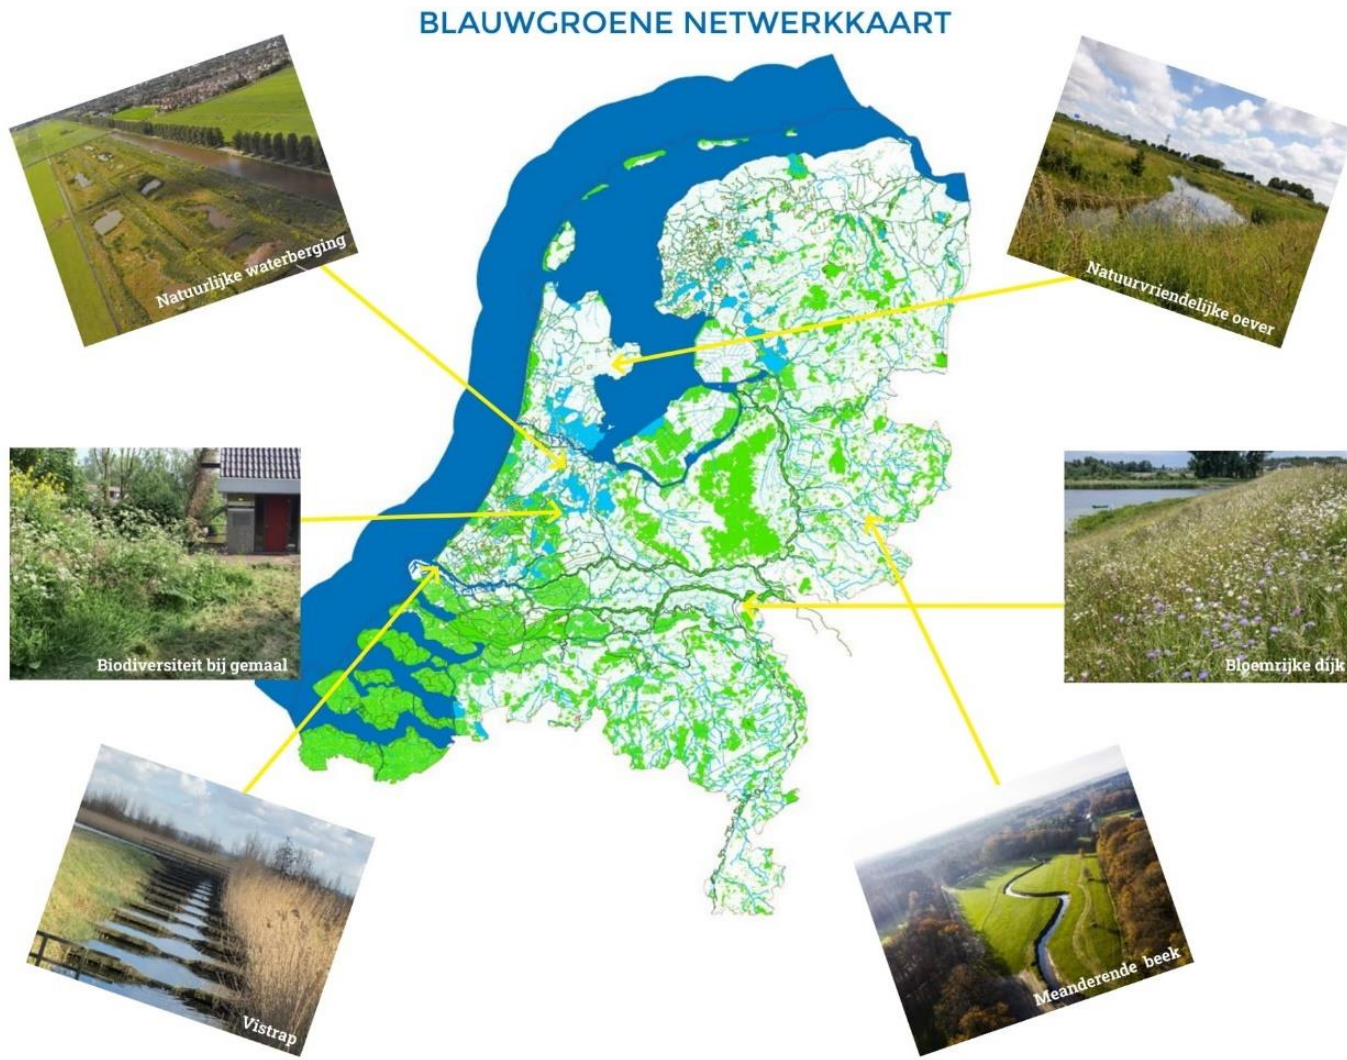 BLAUWGROENE NETWERKKAART
Natuurlijke waterberging
Natuurvriendelijke oever
Biodiversiteit bij gemaal
Bloemrijke dijk
Vistrap
Meanderende beek